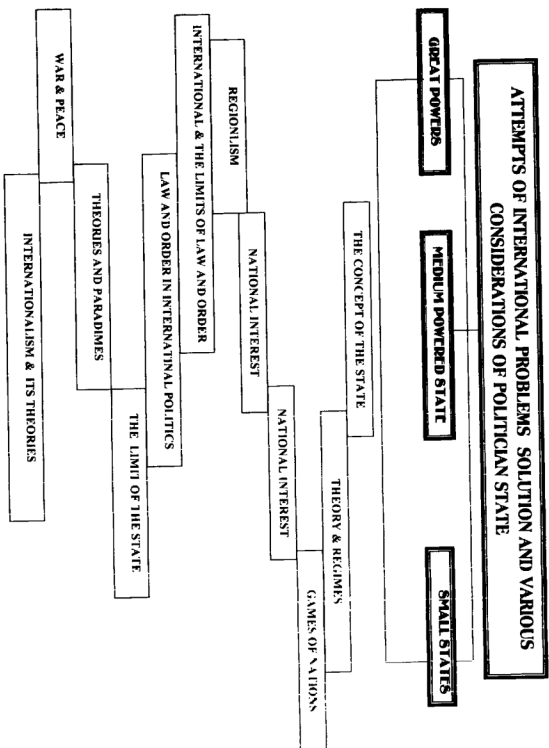 ATTEMPTS OF INTERNATIONAL PROBLEMS SOLUTION AND VARIOUS
CONSIDERATIONS OF POLITICIAN STATE
GREAT POWERS
MEDIUM POWERED STATE
SMALL STATES
THE CONCEPT OF THE STATE
THEORY & REGIMES
GAMES OF NATIONS
NATIONAL INTEREST
NATIONAL INTEREST
REGIONLISM
INTERNATIONAL & THE LIMITS OF LAW AND ORDER
LAW AND ORDER IN INTERNATINAL POLITICS
THE LIMIT OF THE STATE
THEORIES AND PARADIMES
WAR & PEACE
INTERNATIONALISM & ITS THEORIES